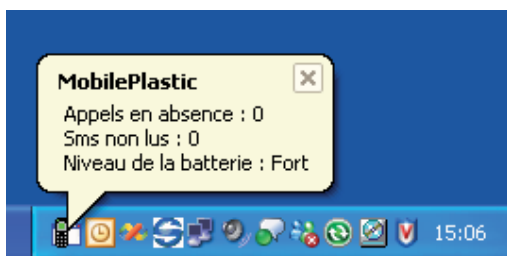 MobilePlastic
Appels en absence : 0
Sms non lus : 0
Niveau de la batterie : Fort
15:06